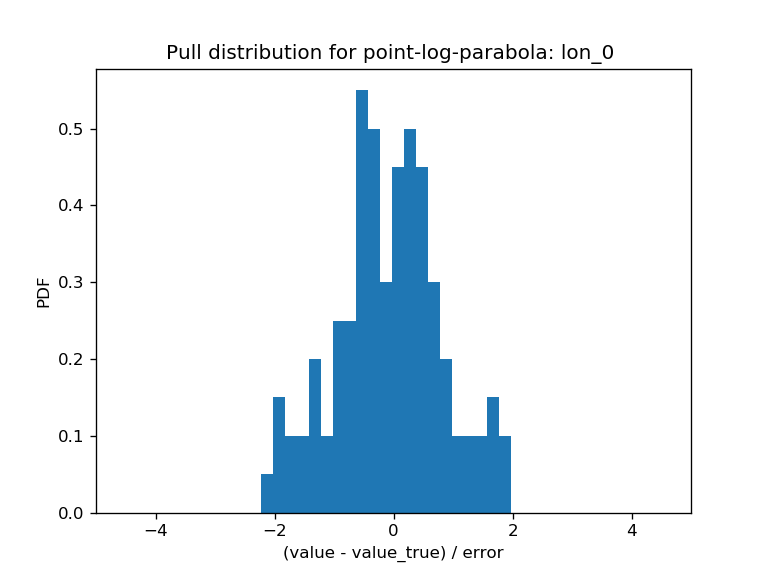 Pull distribution for point-log-parabola: lon_0
PDF
0.5
0.4
0.3
0.2
0.1
0.0
−4 −2 0 2 4
(value - value_true) / error